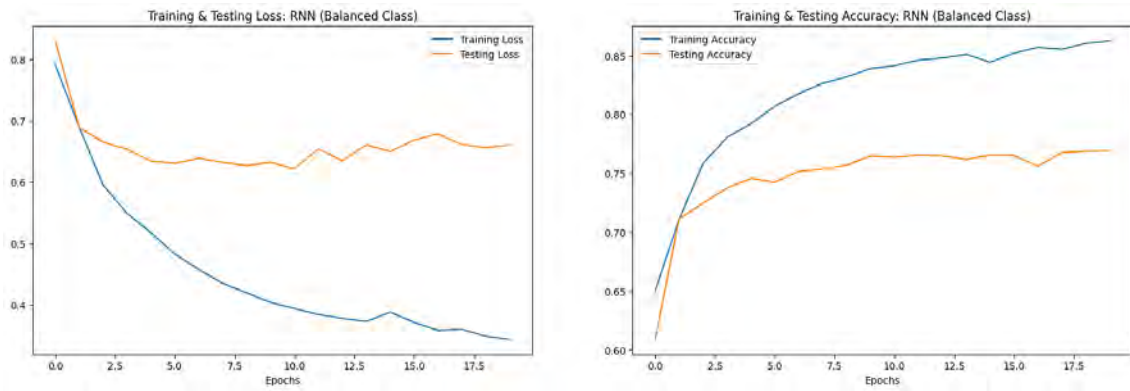 Training & Testing Loss: RNN (Balanced Class)
Training Loss
Testing Loss
0.8
0.7
0.6
0.5
0.4
0.0 2.5 5.0 7.5 10.0 12.5 15.0 17.5
Epochs
Training & Testing Accuracy: RNN (Balanced Class)
Training Accuracy
Testing Accuracy
0.85
0.80
0.75
0.70
0.65
0.60
0.0 2.5 5.0 7.5 10.0 12.5 15.0 17.5
Epochs